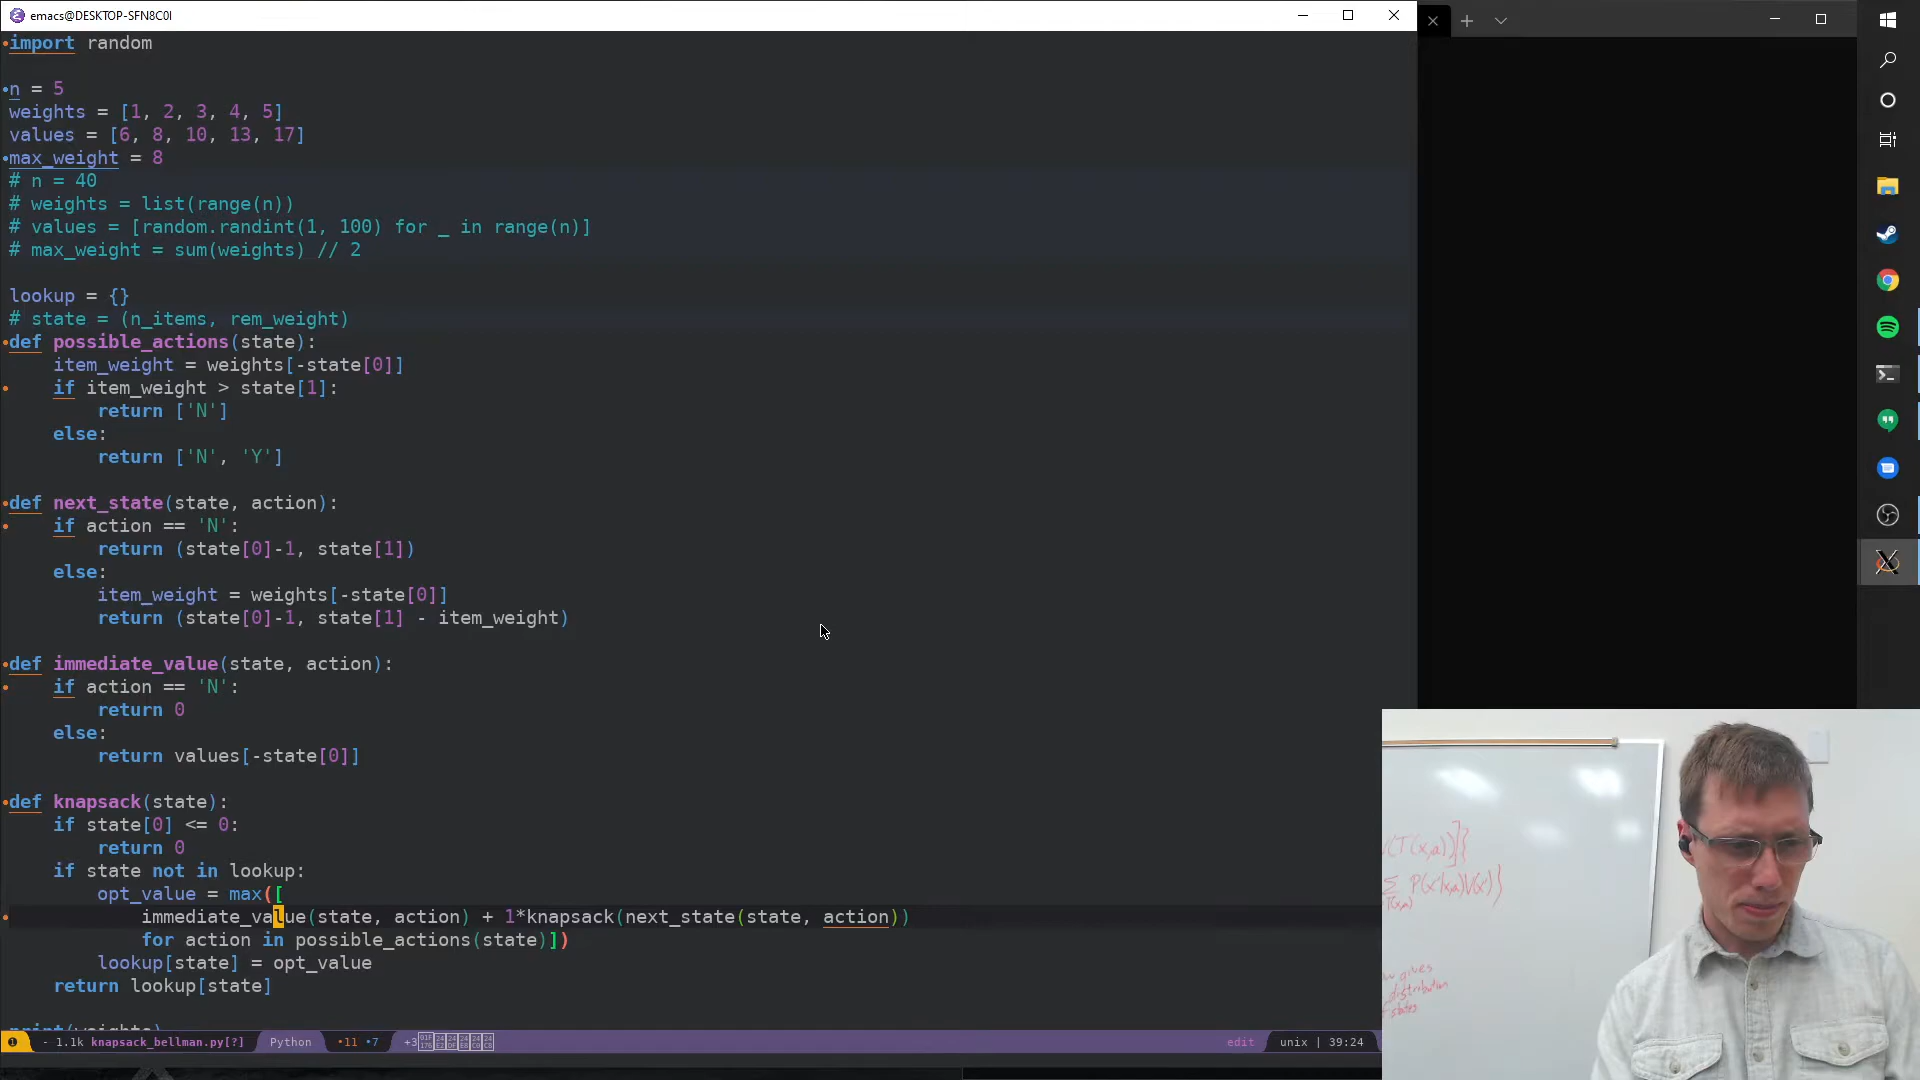 emacs@DESKTOP-SFN8C0I
import random
n = 5
weights = [1, 2, 3, 4, 5]
values = [6, 8, 10, 13, 17]
max_weight = 8
# n = 40
# weights = list(range(n))
# values = [random.randint(1, 100) for _ in range(n)]
# max_weight = sum(weights) // 2
lookup = {}
# state = (n_items, rem_weight)
def possible_actions(state):
    item_weight = weights[-state[0]]
    if item_weight > state[1]:
        return ['N']
    else:
        return ['N', 'Y']
def next_state(state, action):
    if action == 'N':
        return (state[0]-1, state[1])
    else:
        item_weight = weights[-state[0]]
        return (state[0]-1, state[1] - item_weight)
def immediate_value(state, action):
    if action == 'N':
        return 0
    else:
        return values[-state[0]]
def knapsack(state):
    if state[0] <= 0:
        return 0
    if state not in lookup:
        opt_value = max([
            immediate_value(state, action) + 1*knapsack(next_state(state, action))
            for action in possible_actions(state)])
        lookup[state] = opt_value
    return lookup[state]
print(weights)
- 1.1k knapsack_bellman.py[?] Python •11 •7 +3 edit unix | 39:24
V(T(x,a))]}
Σ P(x'|x,a)V(x')}
gives
distribution
states